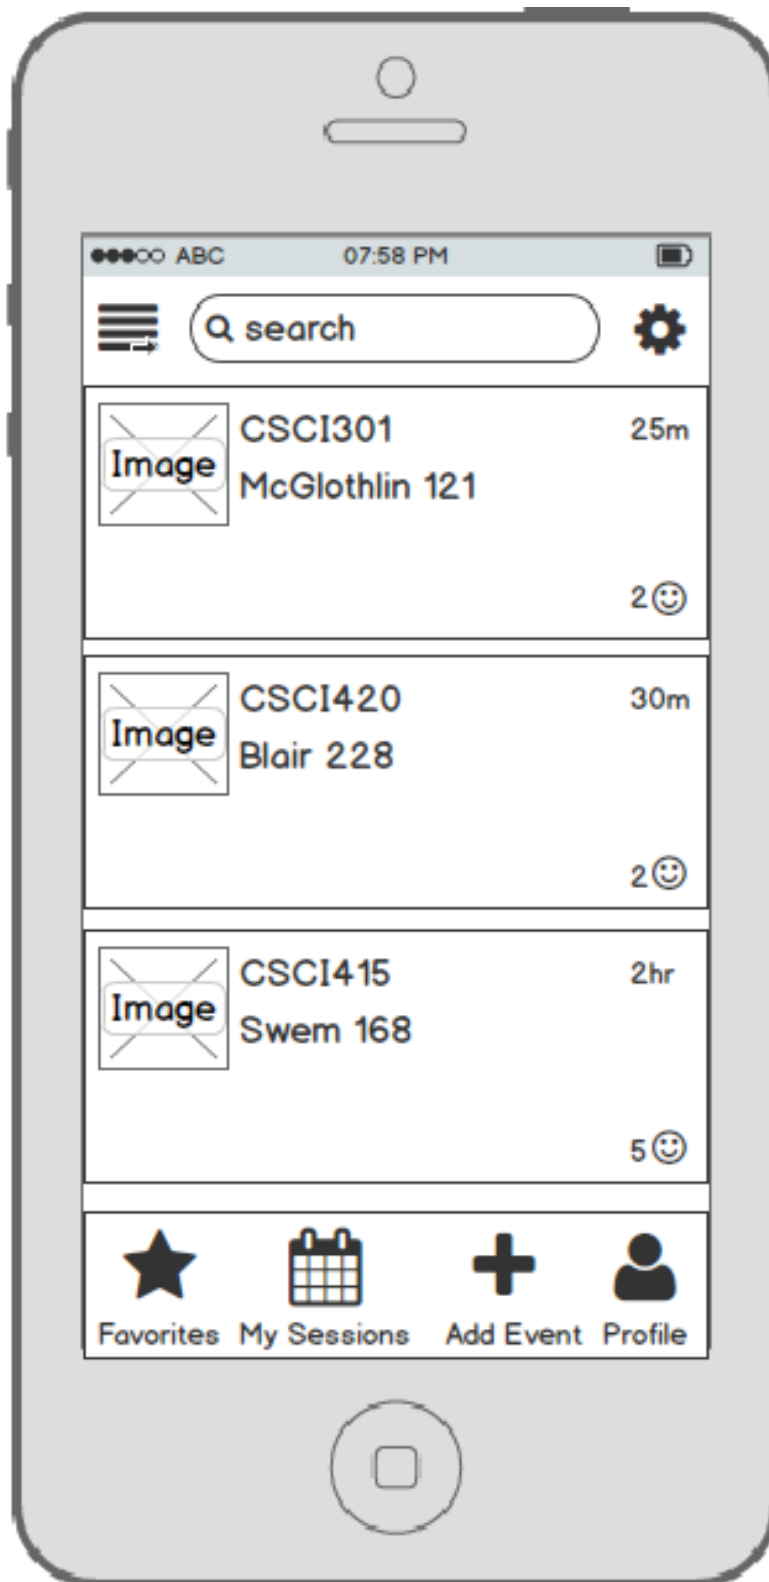 ABC 07:58 PM
search
Image CSCI301 25m
McGlothlin 121
2
Image CSCI420 30m
Blair 228
2
Image CSCI415 2hr
Swem 168
5
Favorites My Sessions Add Event Profile